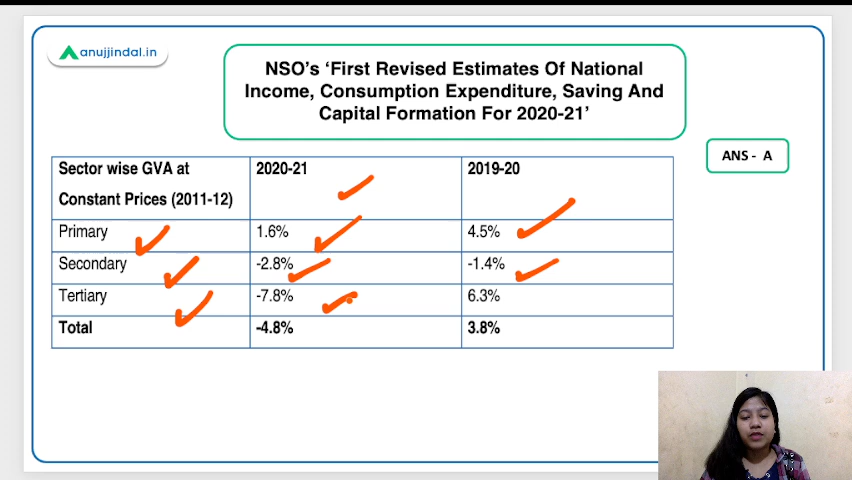 anujjindal.in
NSO's 'First Revised Estimates Of National
Income, Consumption Expenditure, Saving And
Capital Formation For 2020-21'
ANS - A
Sector wise GVA at
Constant Prices (2011-12)
2020-21
2019-20
Primary
1.6%
4.5%
Secondary
-2.8%
-1.4%
Tertiary
-7.8%
6.3%
Total
-4.8%
3.8%